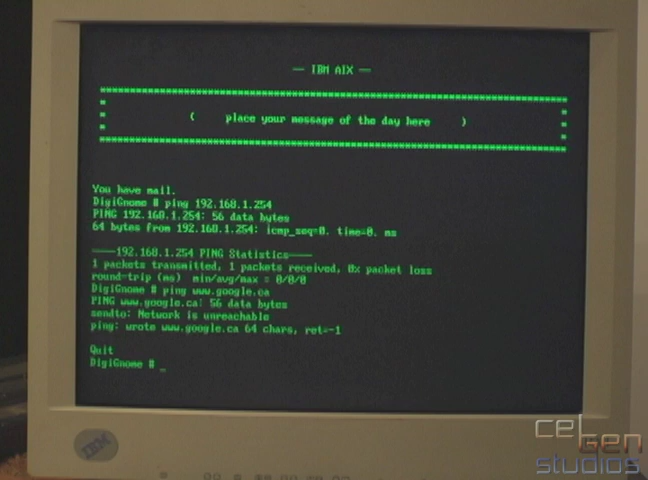 — IBM AIX —
( place your message of the day here )
You have mail.
DigiGnome # ping 192.168.1.254
PING 192.168.1.254: 56 data bytes
64 bytes from 192.168.1.254: icmp_seq=0. time=0. ms
----192.168.1.254 PING Statistics----
1 packets transmitted, 1 packets received, 0% packet loss
round-trip (ms)  min/avg/max = 0/0/0
DigiGnome # ping www.google.ca
PING www.google.ca: 56 data bytes
sendto: Network is unreachable
ping: wrote www.google.ca 64 chars, ret=-1
Quit
DigiGnome # _
IBM
celGen
studios